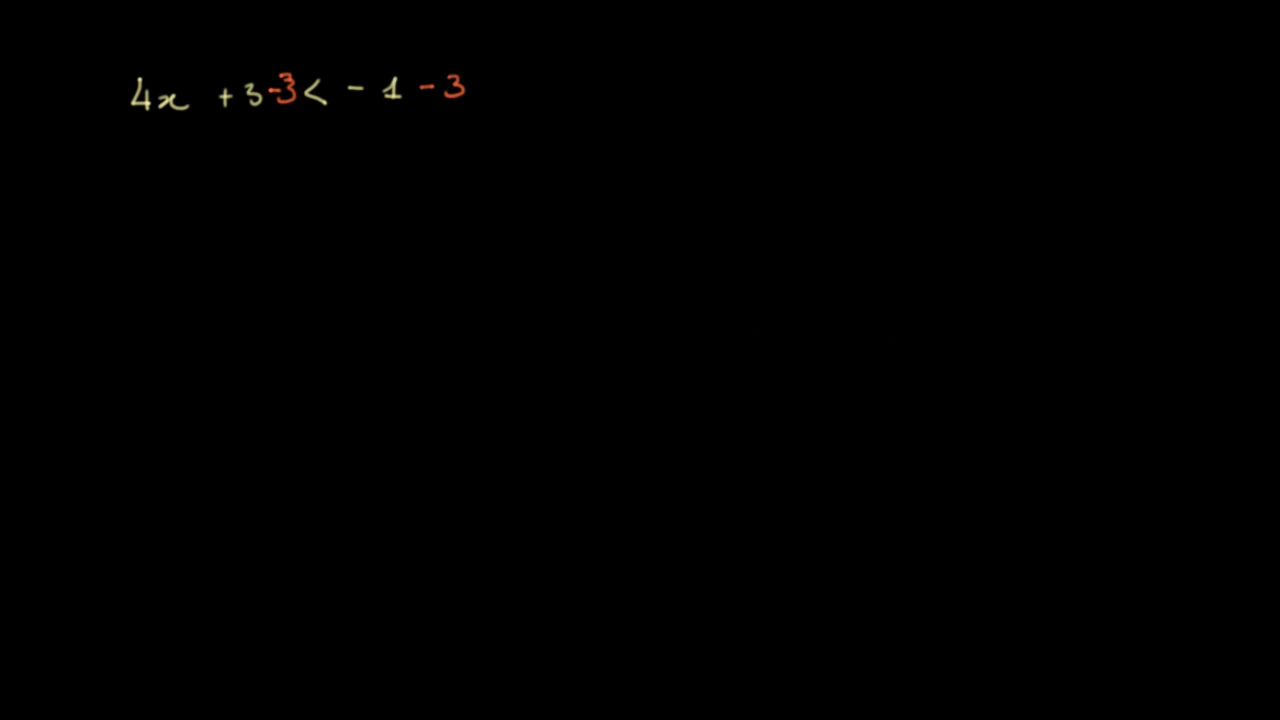 4x + 3 - 3 < - 1 - 3